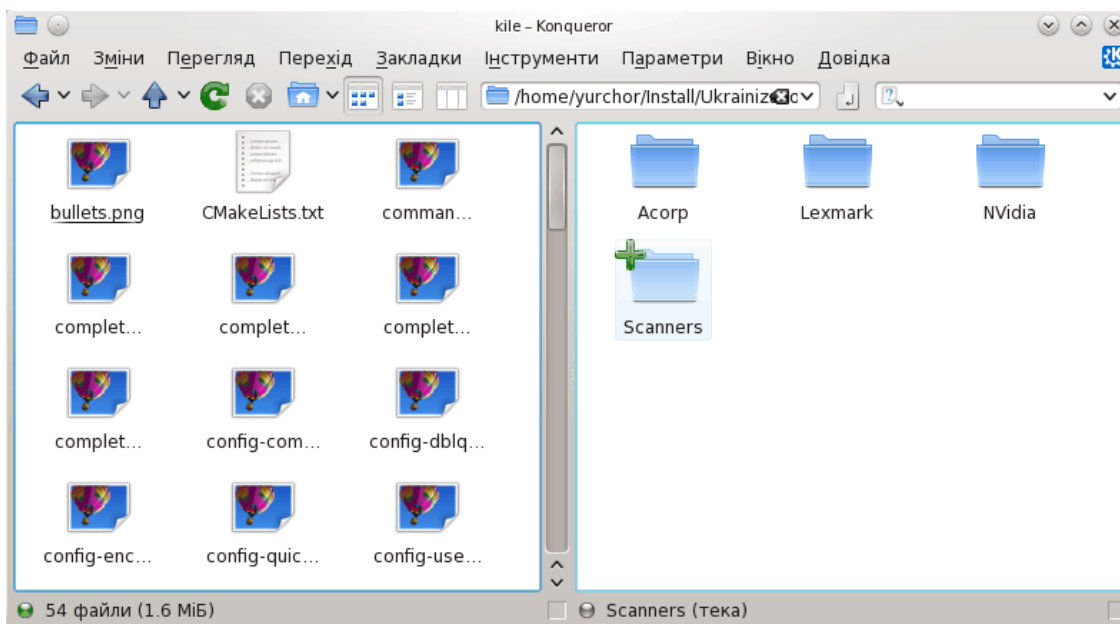 kile – Konqueror
Файл Зміни Перегляд Перехід Закладки Інструменти Параметри Вікно Довідка
/home/yurchor/Install/Ukrainiz
bullets.png CMakeLists.txt comman...
complet... complet... complet...
complet... config-com... config-dblq...
config-enc... config-quic... config-use...
Acorp Lexmark NVidia
Scanners
54 файли (1.6 МіБ)
Scanners (тека)